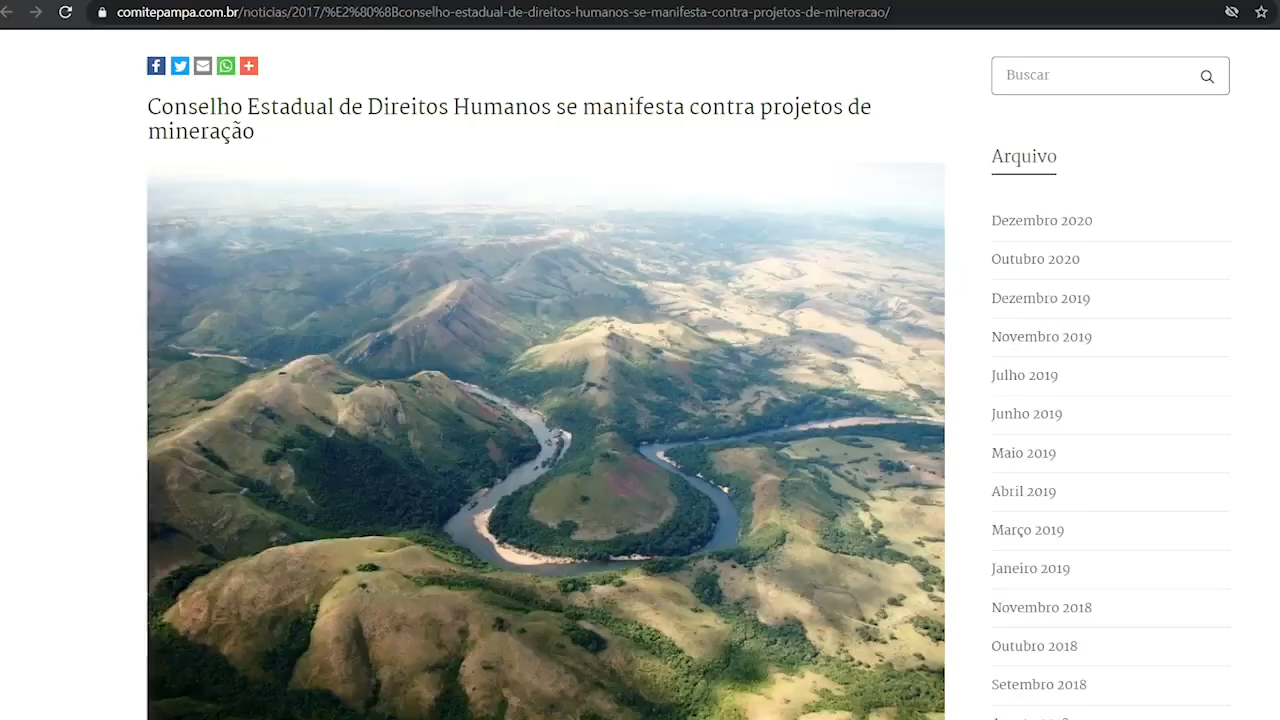 comitepampa.com.br/noticias/2017/%E2%80%8Bconselho-estadual-de-direitos-humanos-se-manifesta-contra-projetos-de-mineracao/
Conselho Estadual de Direitos Humanos se manifesta contra projetos de
mineração
Buscar
Arquivo
Dezembro 2020
Outubro 2020
Dezembro 2019
Novembro 2019
Julho 2019
Junho 2019
Maio 2019
Abril 2019
Março 2019
Janeiro 2019
Novembro 2018
Outubro 2018
Setembro 2018